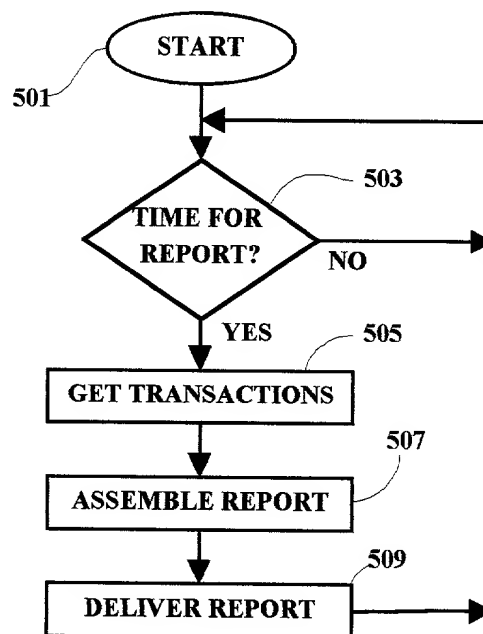 START
501
503
TIME FOR
REPORT?
NO
YES
505
GET TRANSACTIONS
507
ASSEMBLE REPORT
509
DELIVER REPORT